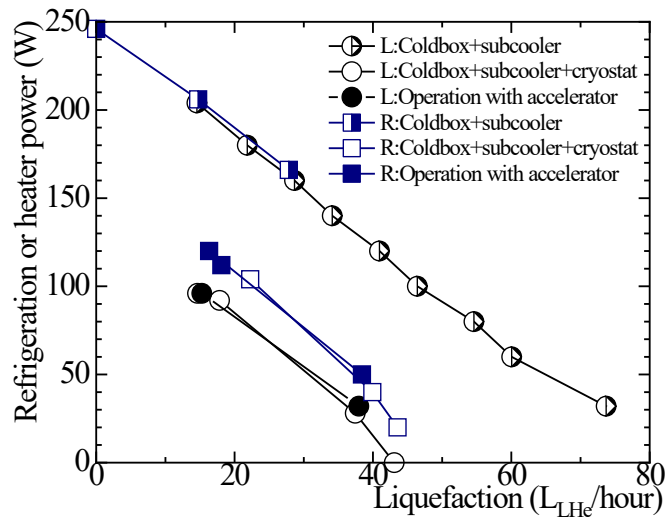 250
200
150
100
50
0
0
20
40
60
80
Refrigeration or heater power (W)
Liquefaction (L_LHe/hour)
L:Coldbox+subcooler
L:Coldbox+subcooler+cryostat
L:Operation with accelerator
R:Coldbox+subcooler
R:Coldbox+subcooler+cryostat
R:Operation with accelerator